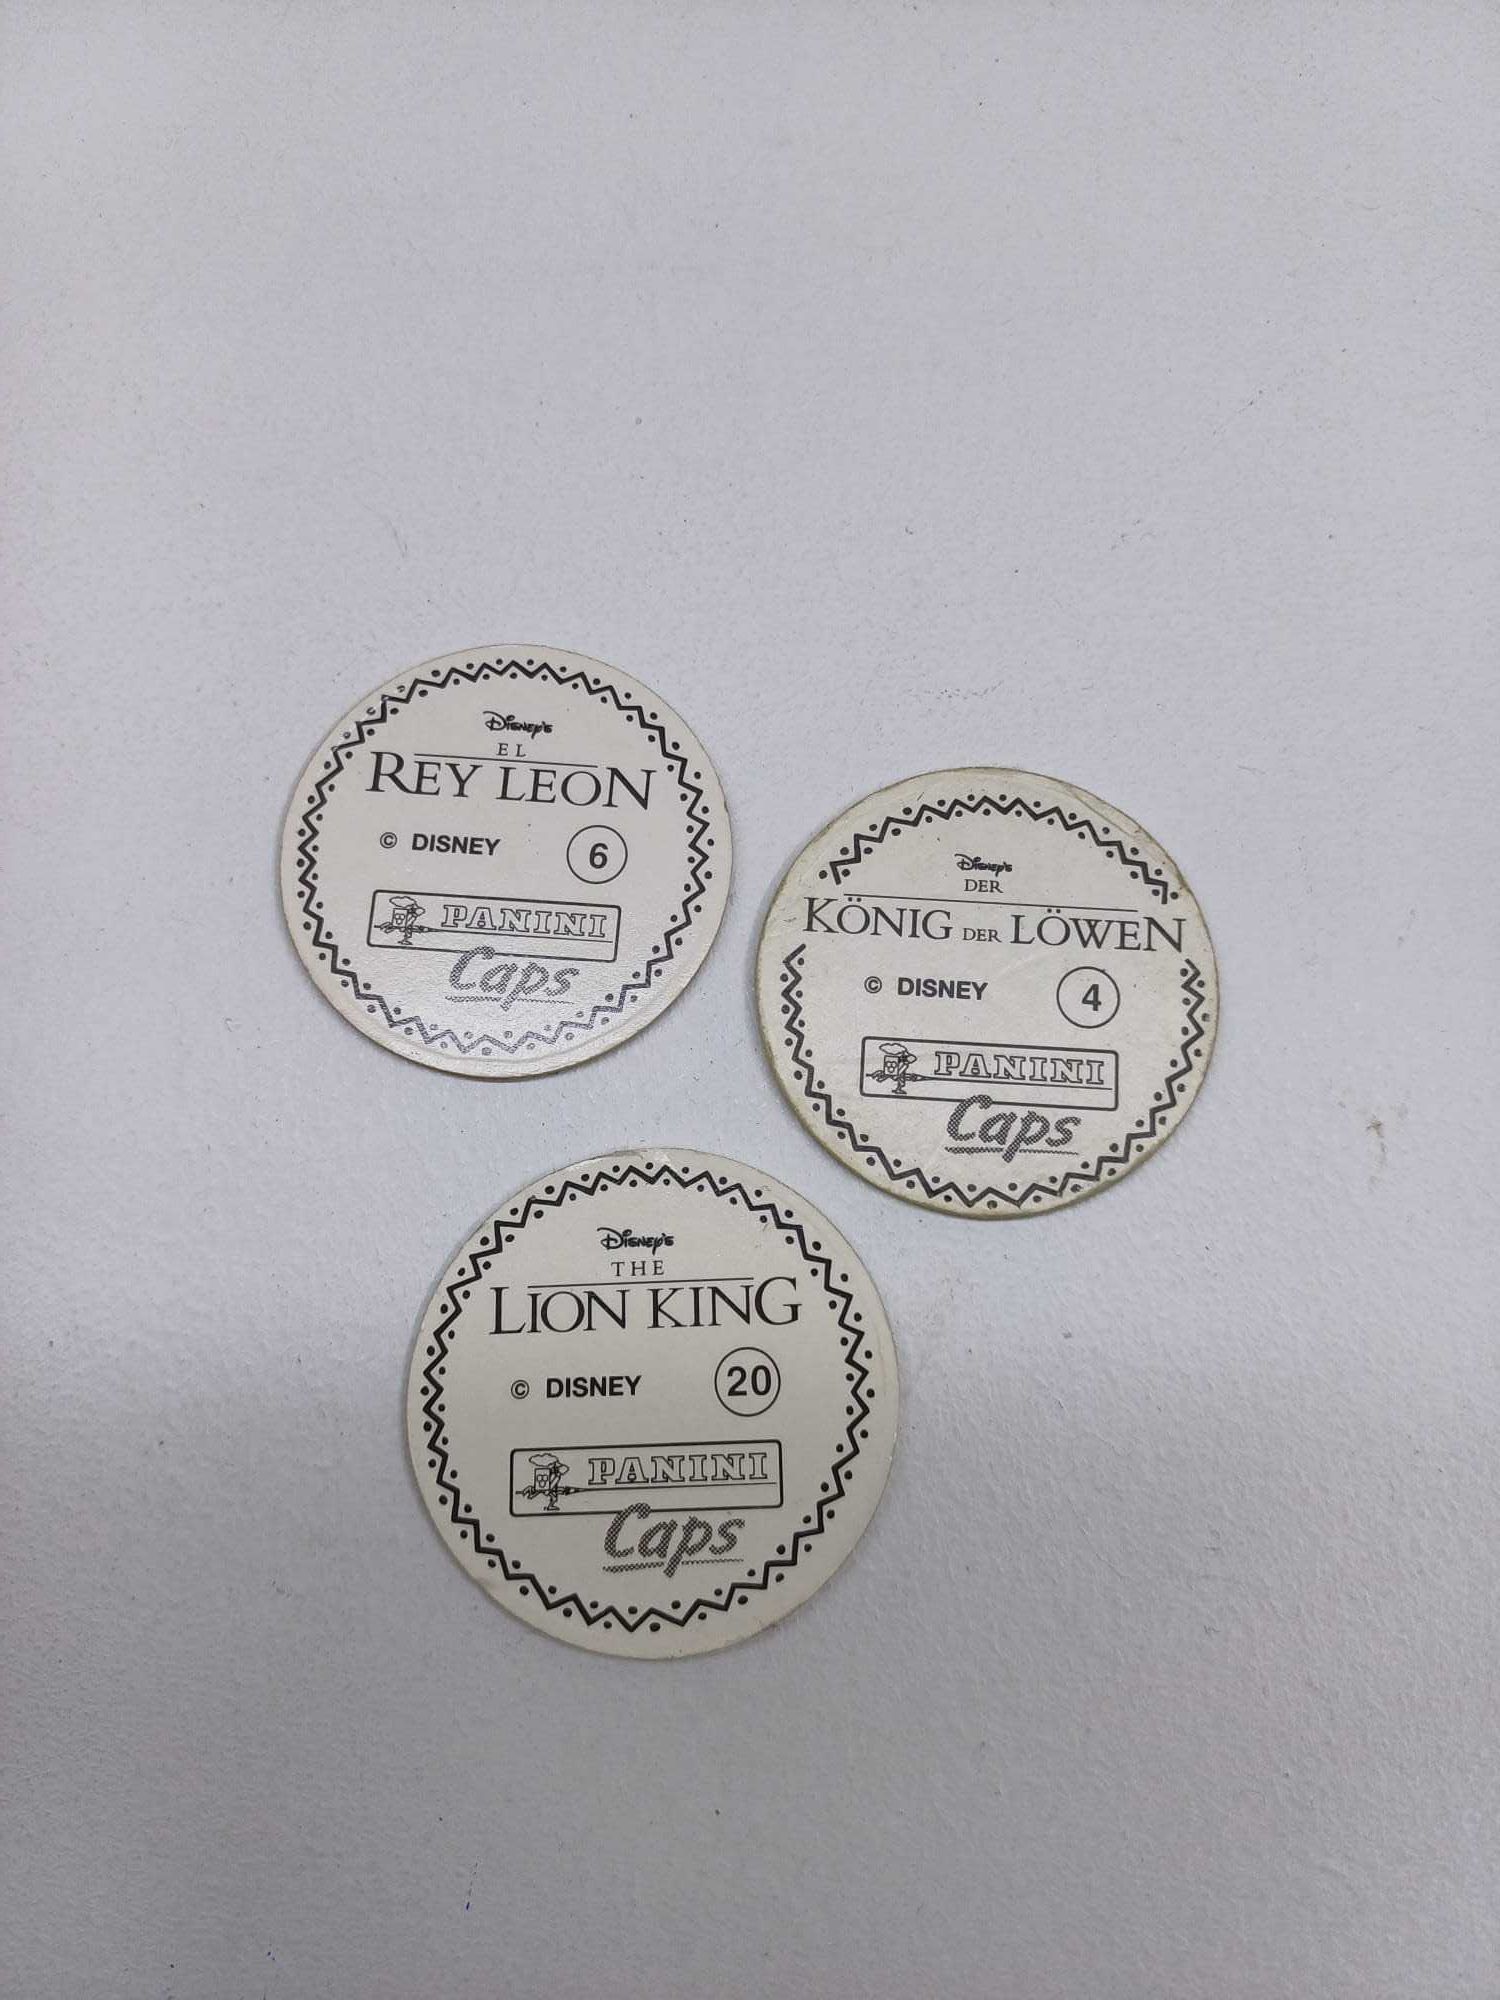 Disney's
EL
REY LEON
© DISNEY 6
PANINI
Caps
Disney's
DER
KÖNIG DER LÖWEN
© DISNEY 4
PANINI
Caps
Disney's
THE
LION KING
© DISNEY 20
PANINI
Caps